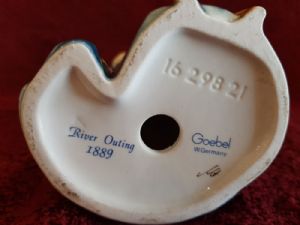 16 298 21
River Outing
1889
Goebel
W.Germany